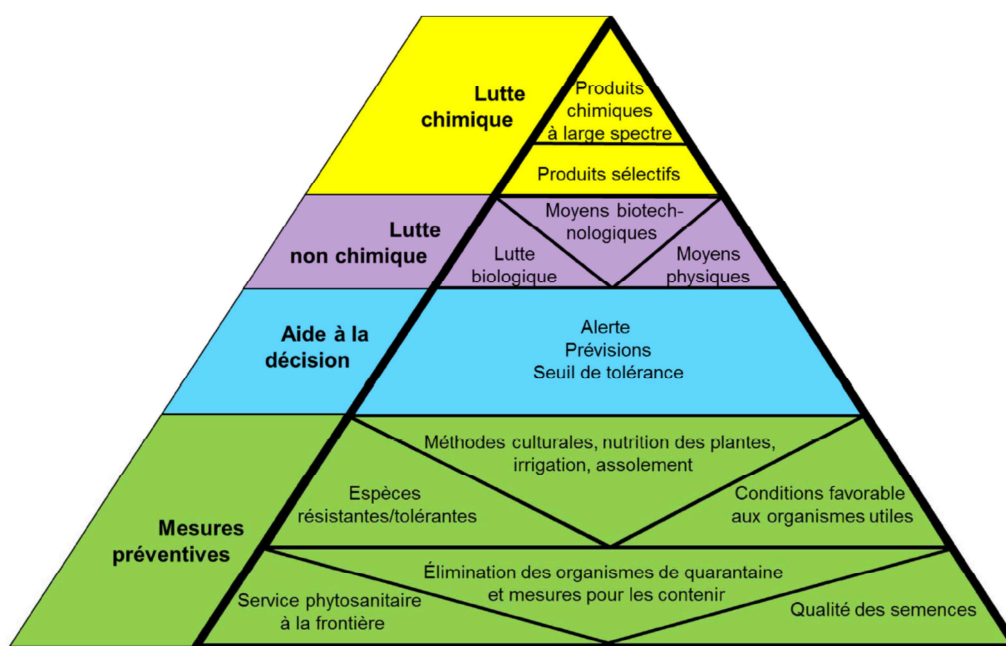 Lutte
chimique
Produits
chimiques
à large spectre
Produits sélectifs
Lutte
non chimique
Moyens biotech-
nologiques
Lutte
biologique
Moyens
physiques
Aide à la
décision
Alerte
Prévisions
Seuil de tolérance
Mesures
préventives
Méthodes culturales, nutrition des plantes,
irrigation, assolement
Espèces
résistantes/tolérantes
Conditions favorable
aux organismes utiles
Élimination des organismes de quarantaine
et mesures pour les contenir
Service phytosanitaire
à la frontière
Qualité des semences